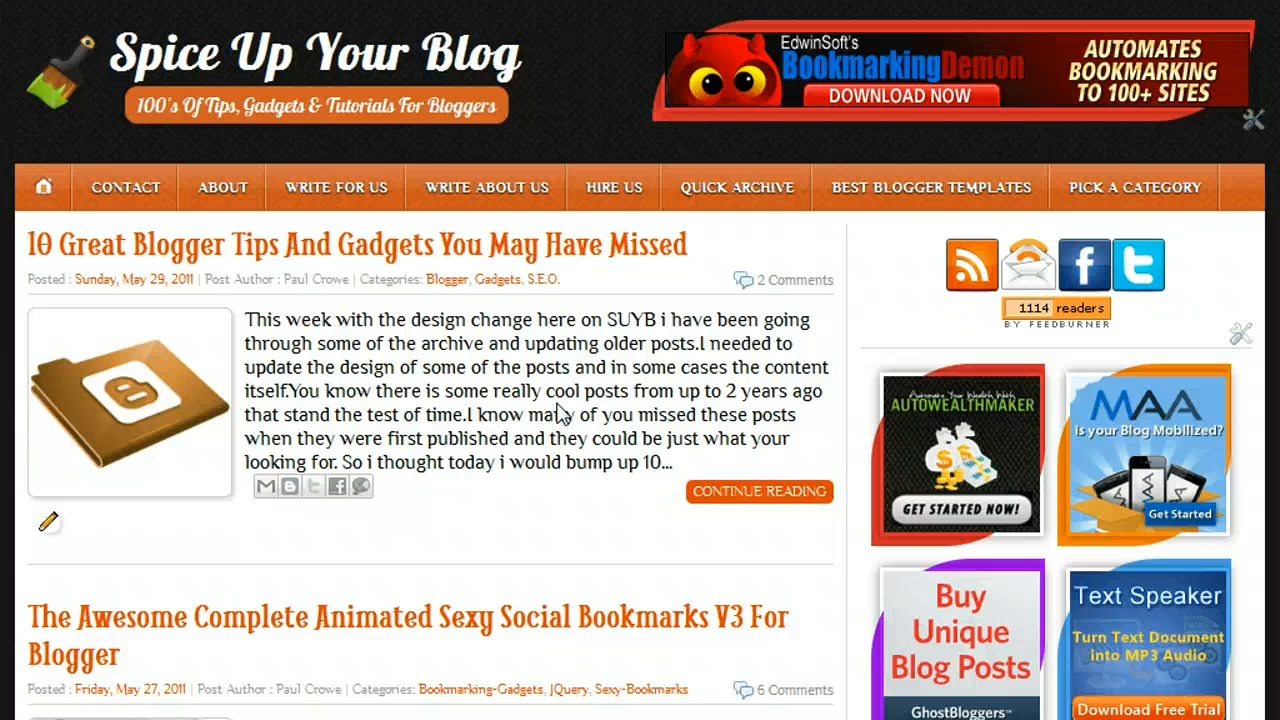 Spice Up Your Blog
100's Of Tips, Gadgets & Tutorials For Bloggers
EdwinSoft's
BookmarkingDemon
DOWNLOAD NOW
AUTOMATES
BOOKMARKING
TO 100+ SITES
CONTACT ABOUT WRITE FOR US WRITE ABOUT US HIRE US QUICK ARCHIVE BEST BLOGGER TEMPLATES PICK A CATEGORY
10 Great Blogger Tips And Gadgets You May Have Missed
Posted : Sunday, May 29, 2011 | Post Author : Paul Crowe | Categories: Blogger, Gadgets, S.E.O.
2 Comments
This week with the design change here on SUYB i have been going
through some of the archive and updating older posts.I needed to
update the design of some of the posts and in some cases the content
itself.You know there is some really cool posts from up to 2 years ago
that stand the test of time.I know many of you missed these posts
when they were first published and they could be just what your
looking for. So i thought today i would bump up 10...
CONTINUE READING
The Awesome Complete Animated Sexy Social Bookmarks V3 For
Blogger
Posted : Friday, May 27, 2011 | Post Author : Paul Crowe | Categories: Bookmarking-Gadgets, JQuery, Sexy-Bookmarks
6 Comments
1114 readers
BY FEEDBURNER
Automate Your Wealth With
AUTOWEALTHMAKER
GET STARTED NOW!
MAA
Is your Blog Mobilized?
Get Started
Buy
Unique
Blog Posts
GhostBloggers™
Text Speaker
Turn Text Document
into MP3 Audio
Download Free Trial